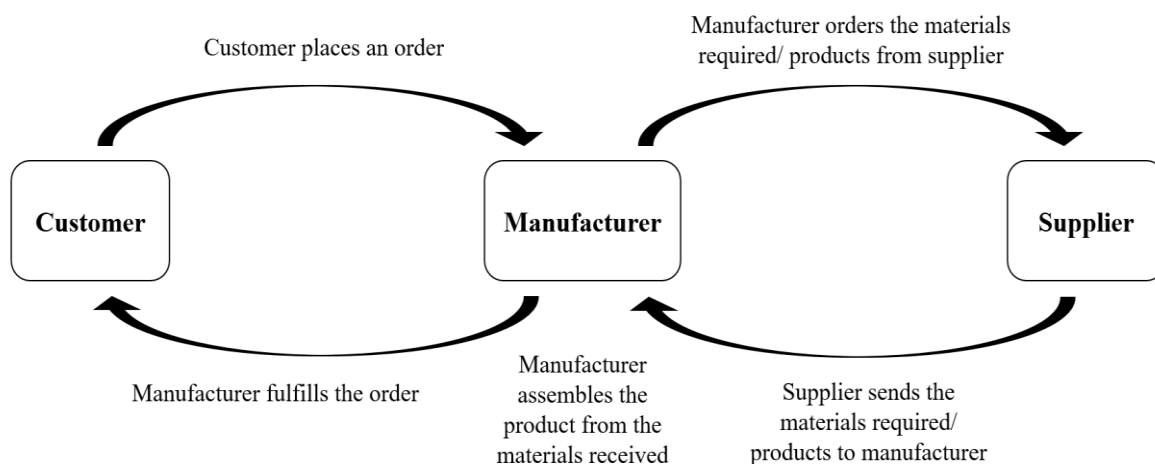 Customer places an order
Manufacturer orders the materials
required/ products from supplier
Customer
Manufacturer
Supplier
Manufacturer fulfills the order
Manufacturer
assembles the
product from the
materials received
Supplier sends the
materials required/
products to manufacturer